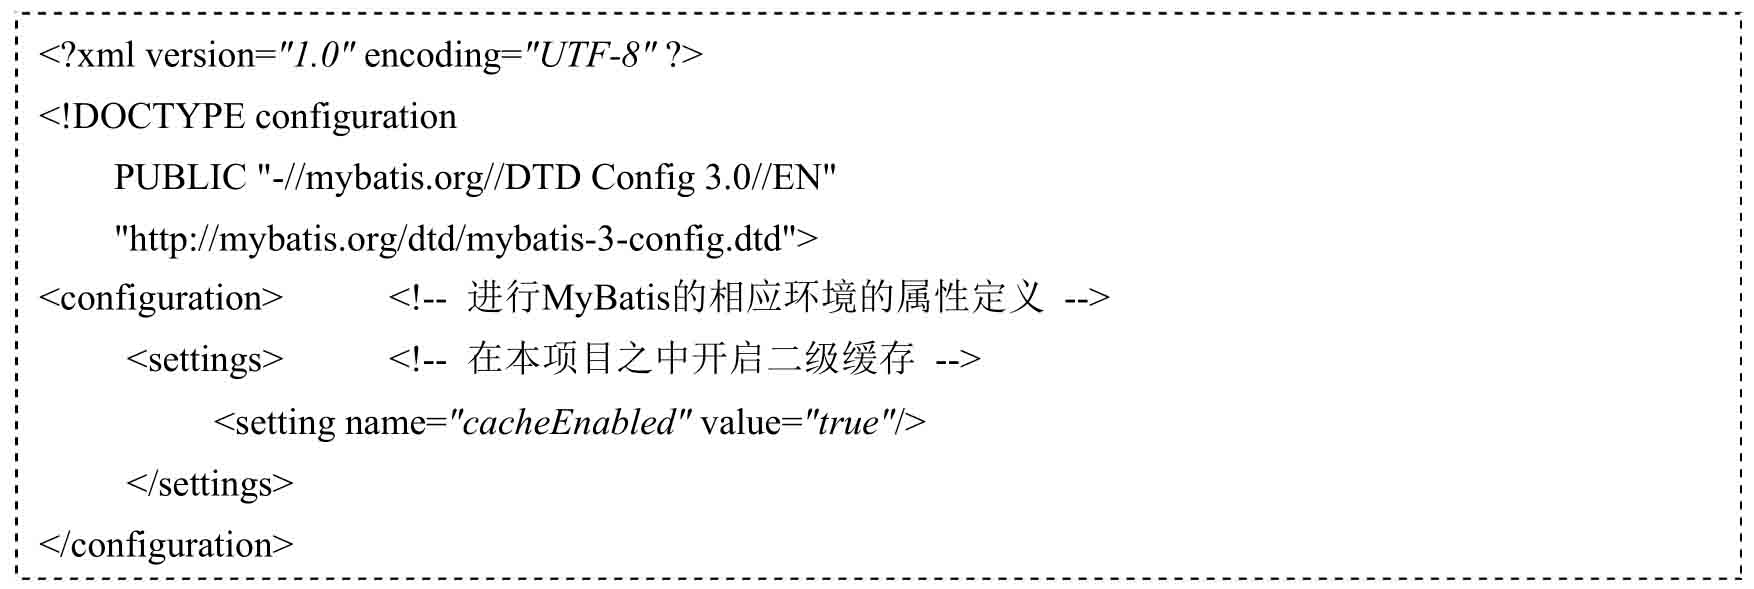 <?xml version="1.0" encoding="UTF-8" ?>
<!DOCTYPE configuration
PUBLIC "-//mybatis.org//DTD Config 3.0//EN"
"http://mybatis.org/dtd/mybatis-3-config.dtd">
<configuration> <!-- 进行MyBatis的相应环境的属性定义 -->
<settings> <!-- 在本项目之中开启二级缓存 -->
<setting name="cacheEnabled" value="true"/>
</settings>
</configuration>